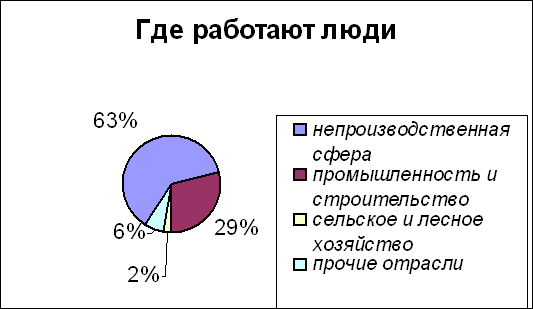 Где работают люди
63%
6%
2%
29%
непроизводственная
сфера
промышленность и
строительство
сельское и лесное
хозяйство
прочие отрасли